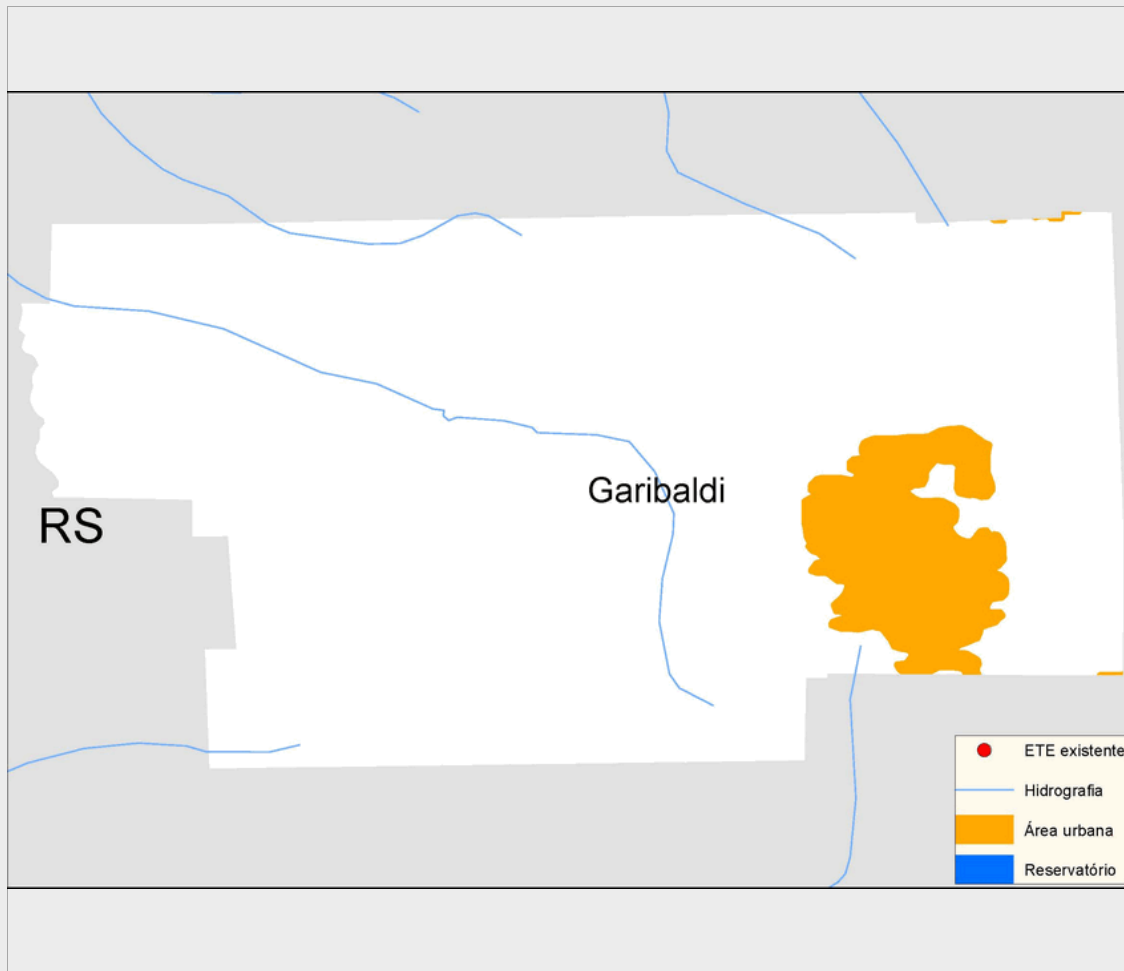 Garibaldi
RS
ETE existente
Hidrografia
Área urbana
Reservatório